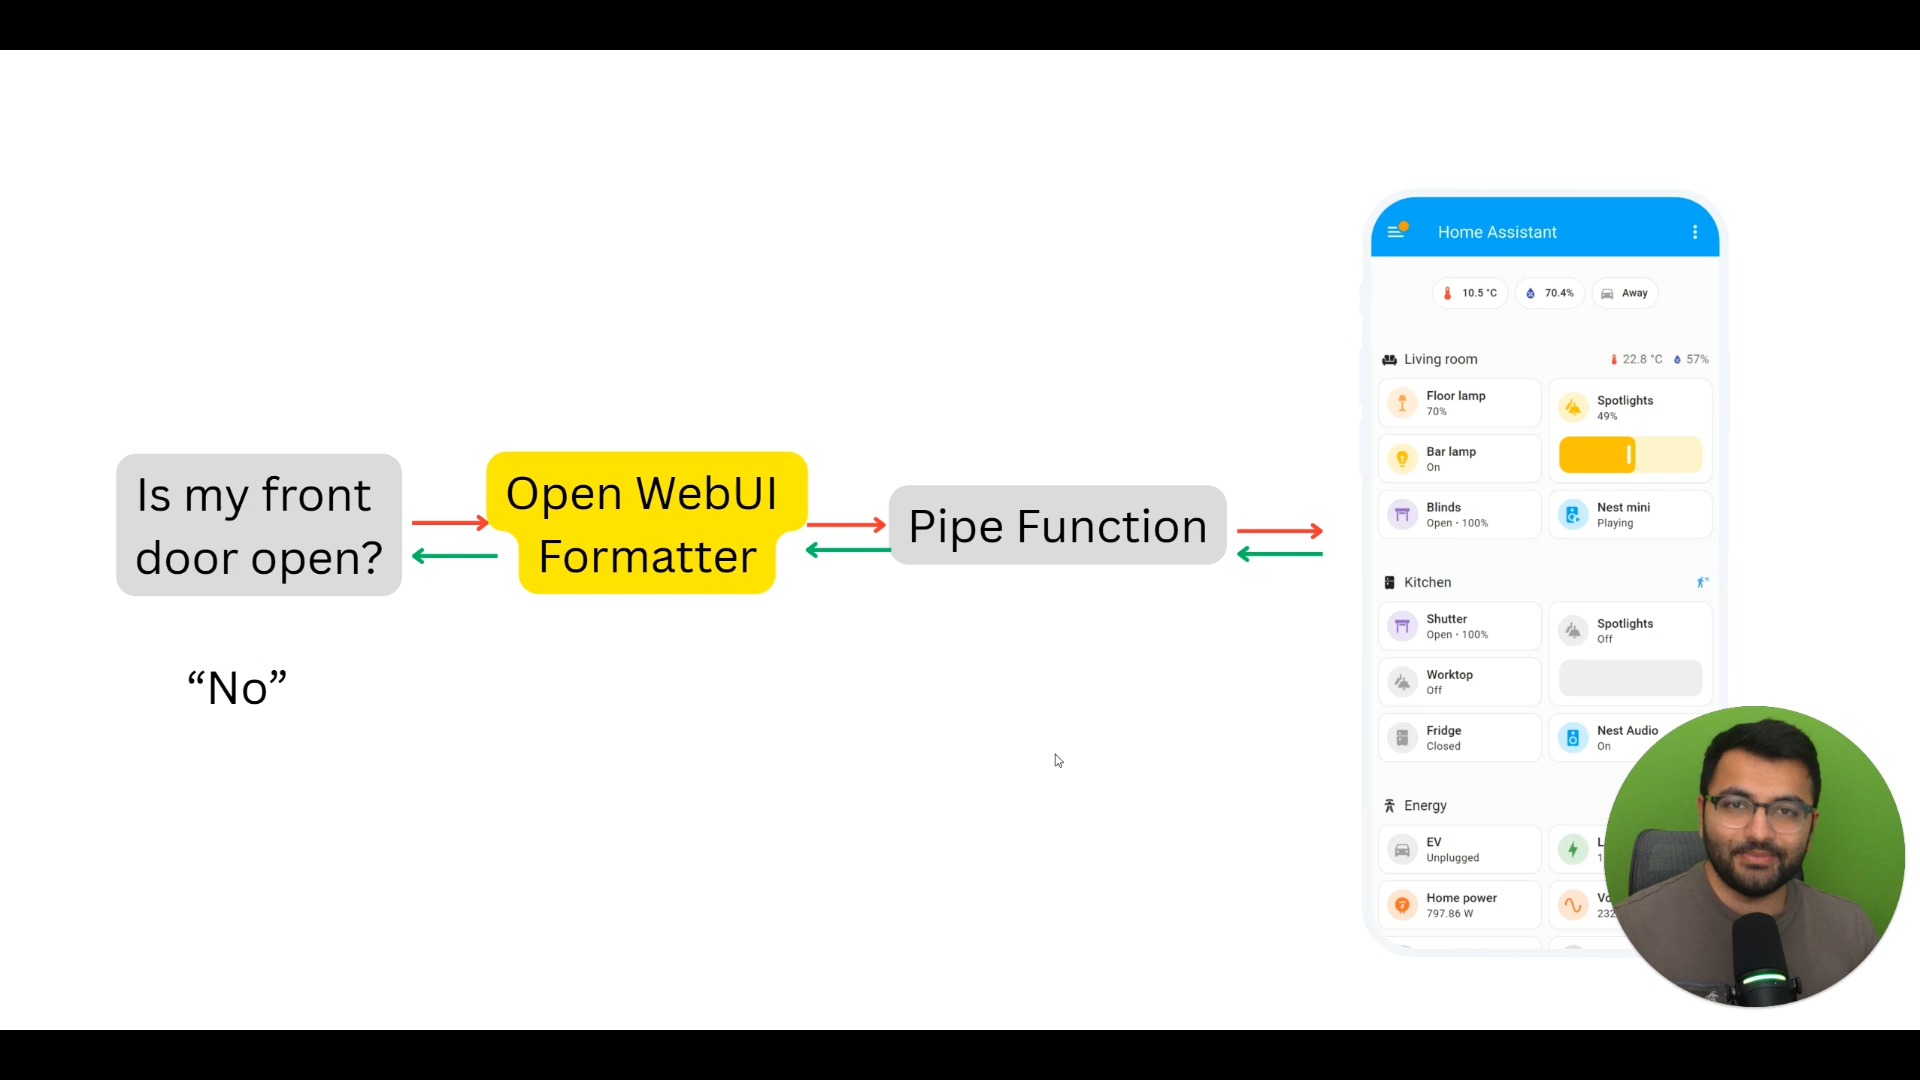 Is my front
door open?
“No”
Open WebUI
Formatter
Pipe Function
Home Assistant
10.5 °C
70.4%
Away
Living room
22.8 °C
57%
Floor lamp
70%
Spotlights
49%
Bar lamp
On
Blinds
Open · 100%
Nest mini
Playing
Kitchen
Shutter
Open · 100%
Spotlights
Off
Worktop
Off
Fridge
Closed
Nest Audio
On
Energy
EV
Unplugged
Home power
797.86 W